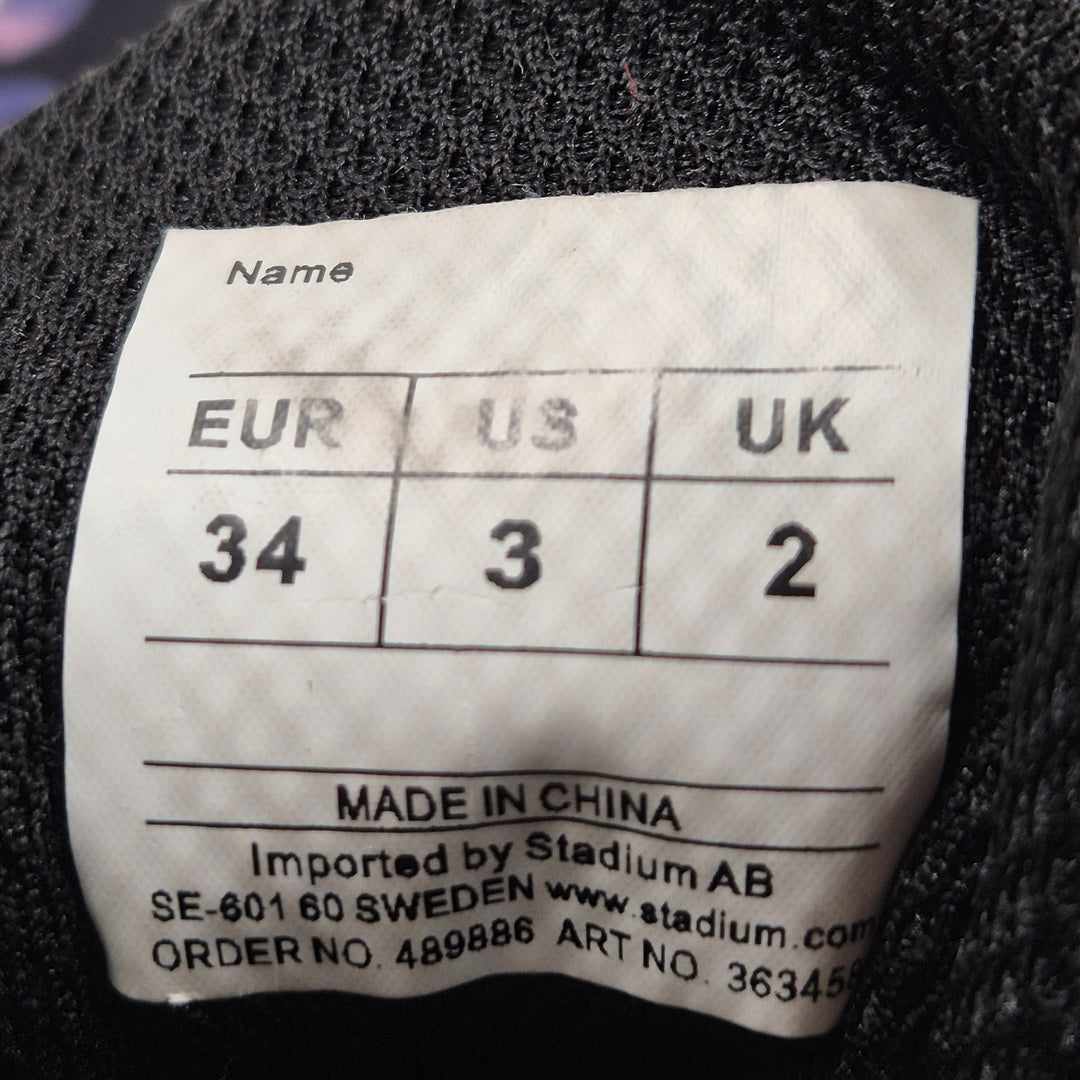 Name
EUR US UK
34 3 2
MADE IN CHINA
Imported by Stadium AB
SE-601 60 SWEDEN www.stadium.com
ORDER NO. 489886 ART NO.